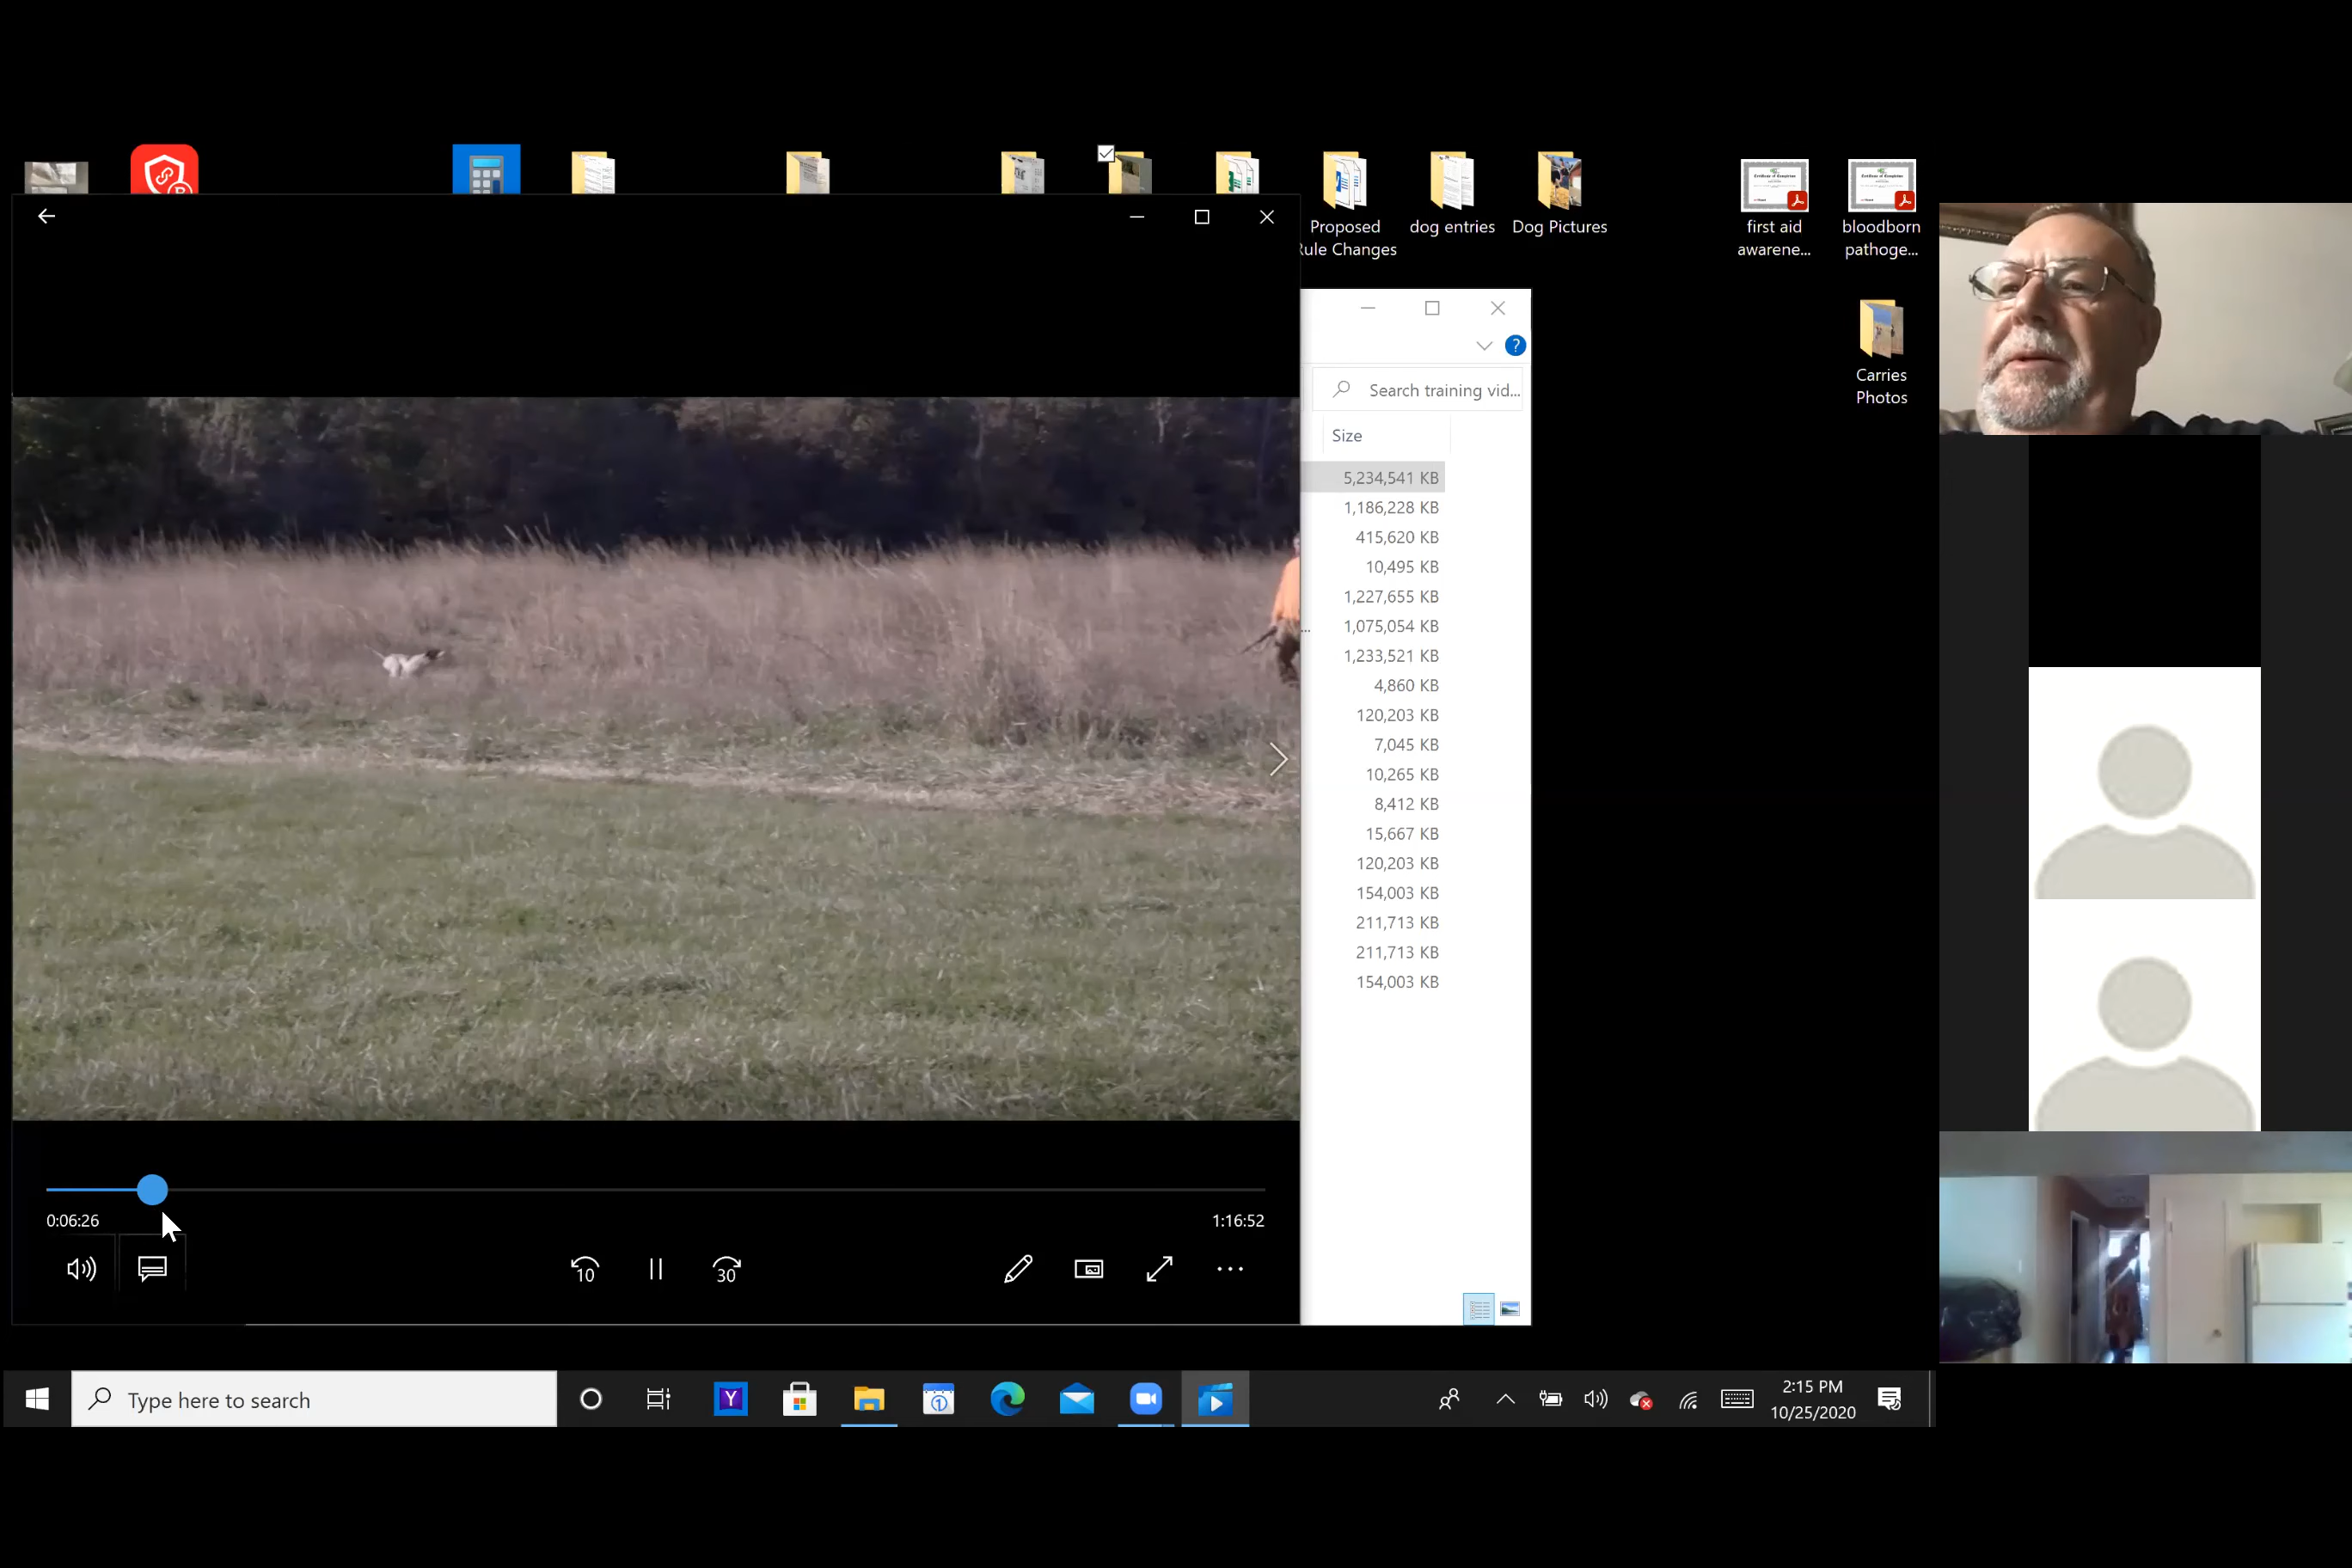 Proposed
Rule Changes
dog entries
Dog Pictures
first aid
awarene...
bloodborn
pathoge...
Carries
Photos
?
Search training vid...
Size
5,234,541 KB
1,186,228 KB
415,620 KB
10,495 KB
1,227,655 KB
... 1,075,054 KB
1,233,521 KB
4,860 KB
120,203 KB
7,045 KB
10,265 KB
8,412 KB
15,667 KB
120,203 KB
154,003 KB
211,713 KB
211,713 KB
154,003 KB
0:06:26
1:16:52
10
30
Type here to search
Y
1
2:15 PM
10/25/2020